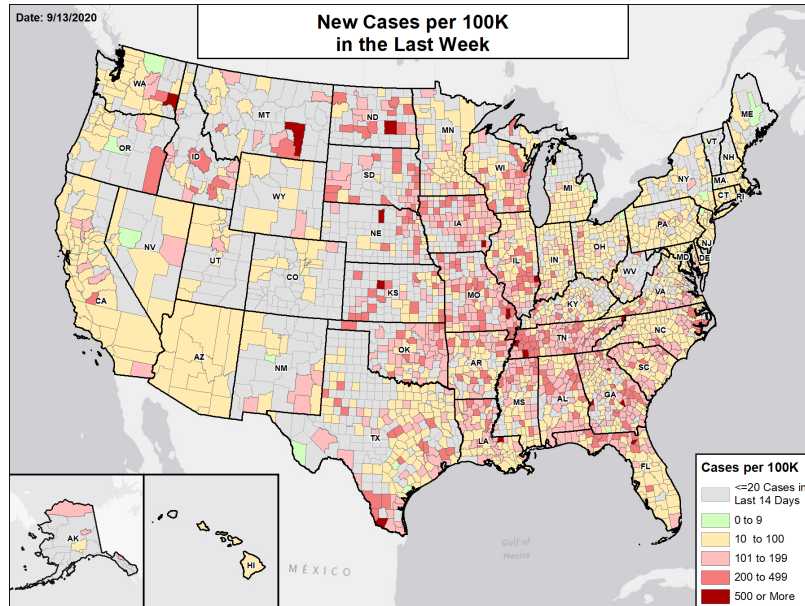 Date: 9/13/2020
New Cases per 100K
in the Last Week
WA
MT
ND
MN
ME
OR
ID
SD
WI
MI
VT
NH
NY
MA
CT
RI
WY
IA
NE
PA
NJ
NV
UT
CO
IL
IN
OH
MD
DE
WV
CA
KS
MO
KY
VA
AZ
NM
OK
AR
TN
NC
SC
MS
AL
GA
TX
LA
FL
AK
HI
MÉXICO
Gulf of
Mexico
Cases per 100K
<=20 Cases in
Last 14 Days
0 to 9
10 to 100
101 to 199
200 to 499
500 or More